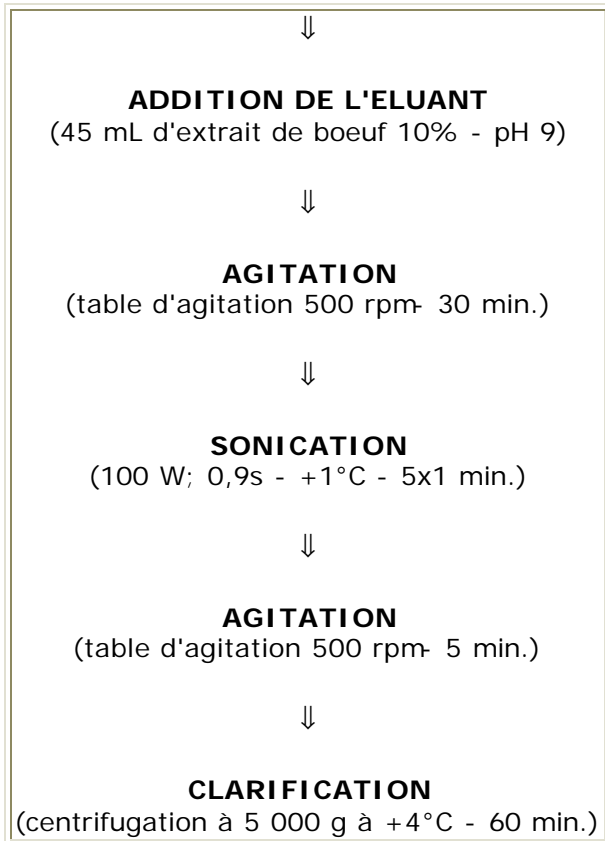 ⇓
ADDITION DE L'ELUANT
(45 mL d'extrait de boeuf 10% - pH 9)
⇓
AGITATION
(table d'agitation 500 rpm- 30 min.)
⇓
SONICATION
(100 W; 0,9s - +1°C - 5x1 min.)
⇓
AGITATION
(table d'agitation 500 rpm- 5 min.)
⇓
CLARIFICATION
(centrifugation à 5 000 g à +4°C - 60 min.)